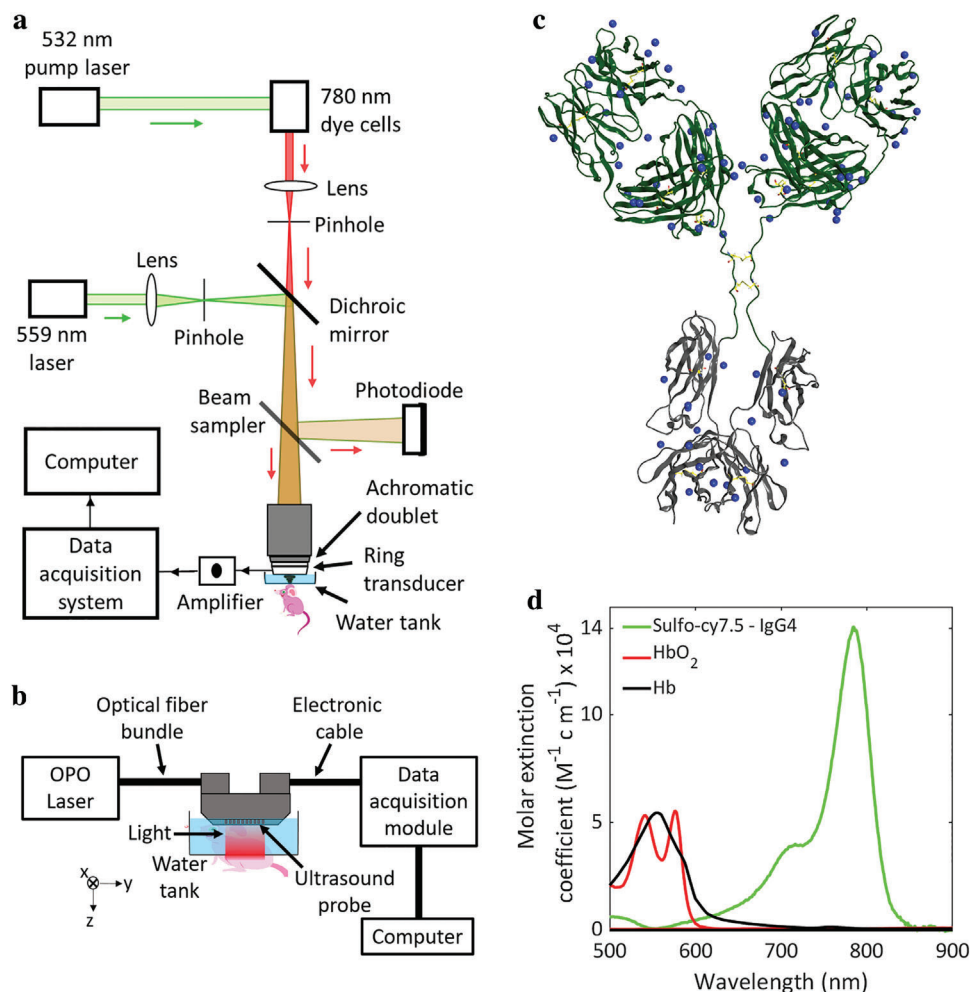 a
532 nm
pump laser
780 nm
dye cells
Lens
Pinhole
Lens
559 nm
laser
Pinhole
Dichroic
mirror
Beam
sampler
Photodiode
Computer
Achromatic
doublet
Data
acquisition
system
Amplifier
Ring
transducer
Water tank
b
Optical fiber
bundle
Electronic
cable
OPO
Laser
Data
acquisition
module
Light
Water
tank
Ultrasound
probe
x
y
z
Computer
c
d
Sulfo-cy7.5 - IgG4
HbO₂
Hb
Molar extinction
coefficient (M⁻¹ c m⁻¹) x 10⁴
14
5
0
500 600 700 800 900
Wavelength (nm)